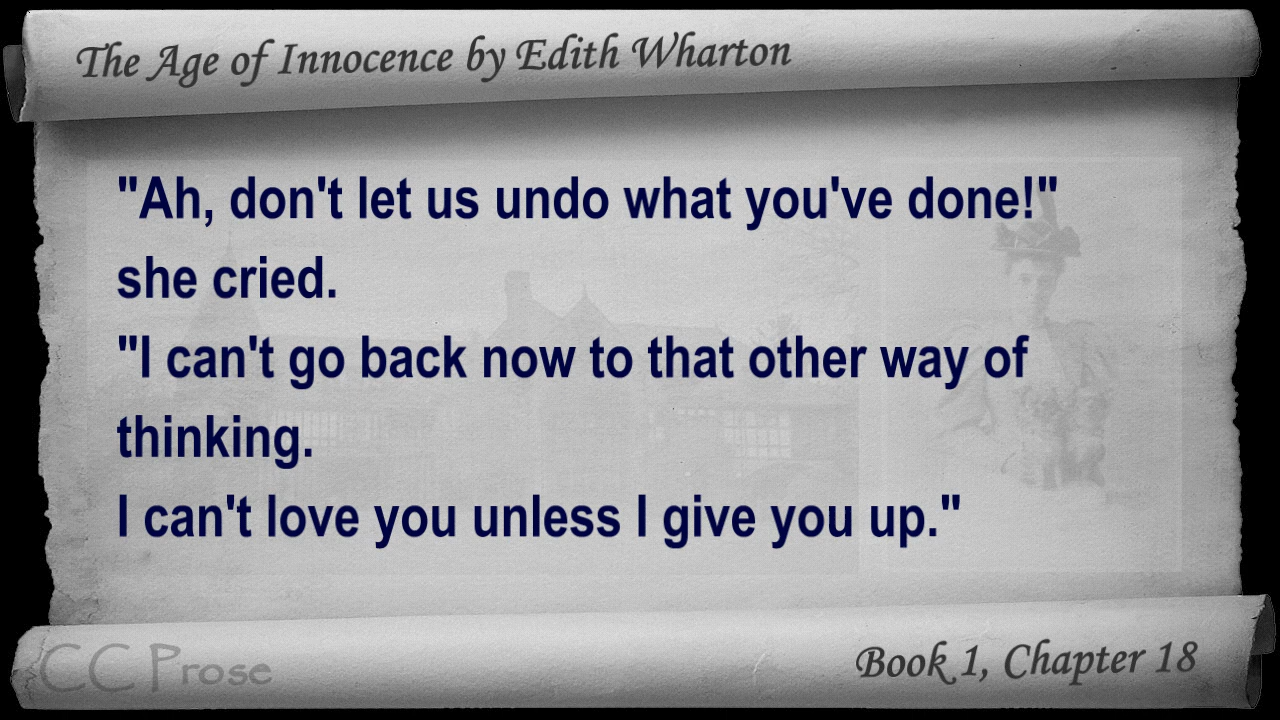 The Age of Innocence by Edith Wharton
"Ah, don't let us undo what you've done!"
she cried.
"I can't go back now to that other way of
thinking.
I can't love you unless I give you up."
CC Prose
Book 1, Chapter 18